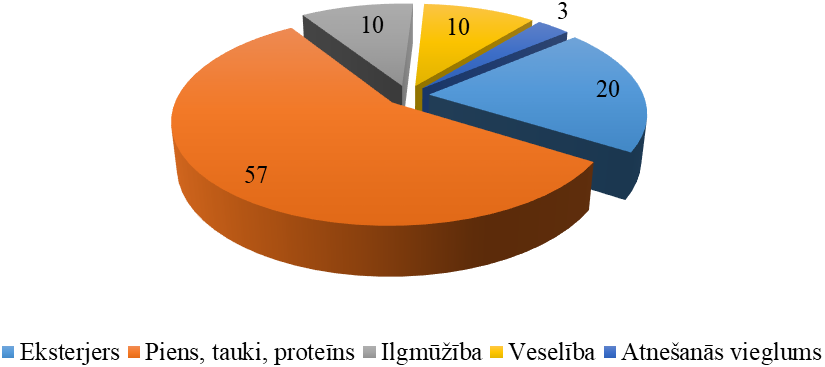 10
10
3
20
57
Eksterjers
Piens, tauki, proteīns
Ilgmūžība
Veselība
Atnešanās vieglums